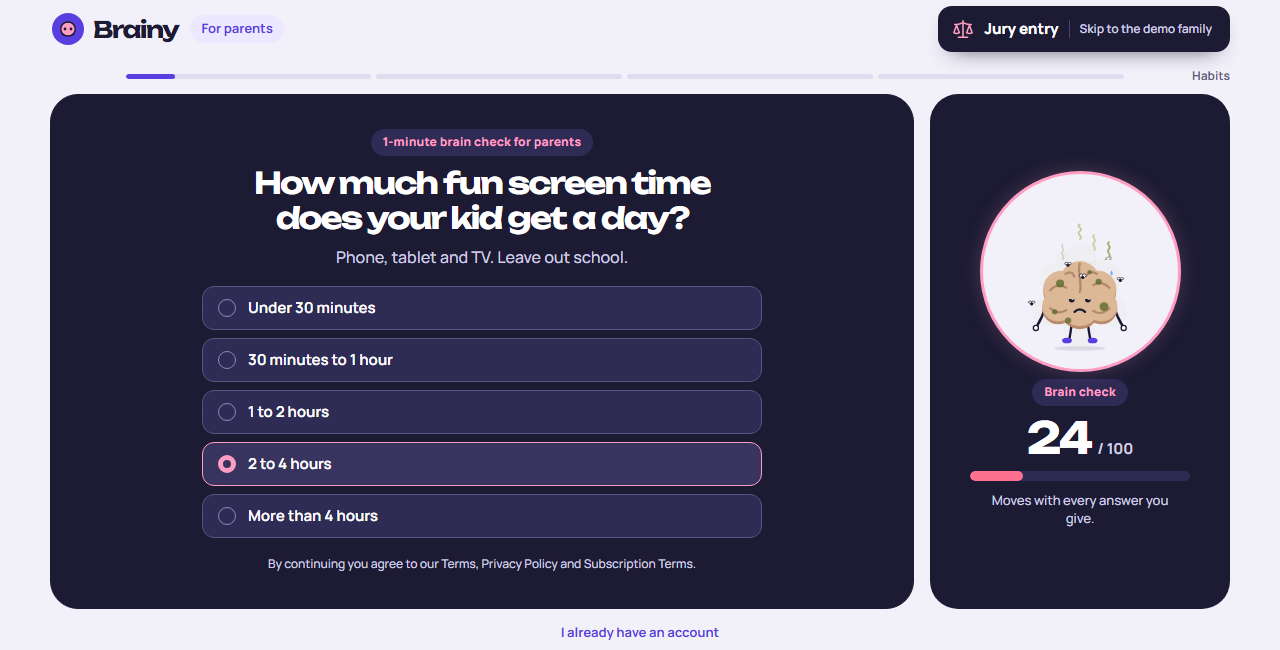 Brainy
For parents
Jury entry
Skip to the demo family
Habits
1-minute brain check for parents
How much fun screen time
does your kid get a day?
Phone, tablet and TV. Leave out school.
Under 30 minutes
30 minutes to 1 hour
1 to 2 hours
2 to 4 hours
More than 4 hours
By continuing you agree to our Terms, Privacy Policy and Subscription Terms.
Brain check
24 / 100
Moves with every answer you
give.
I already have an account